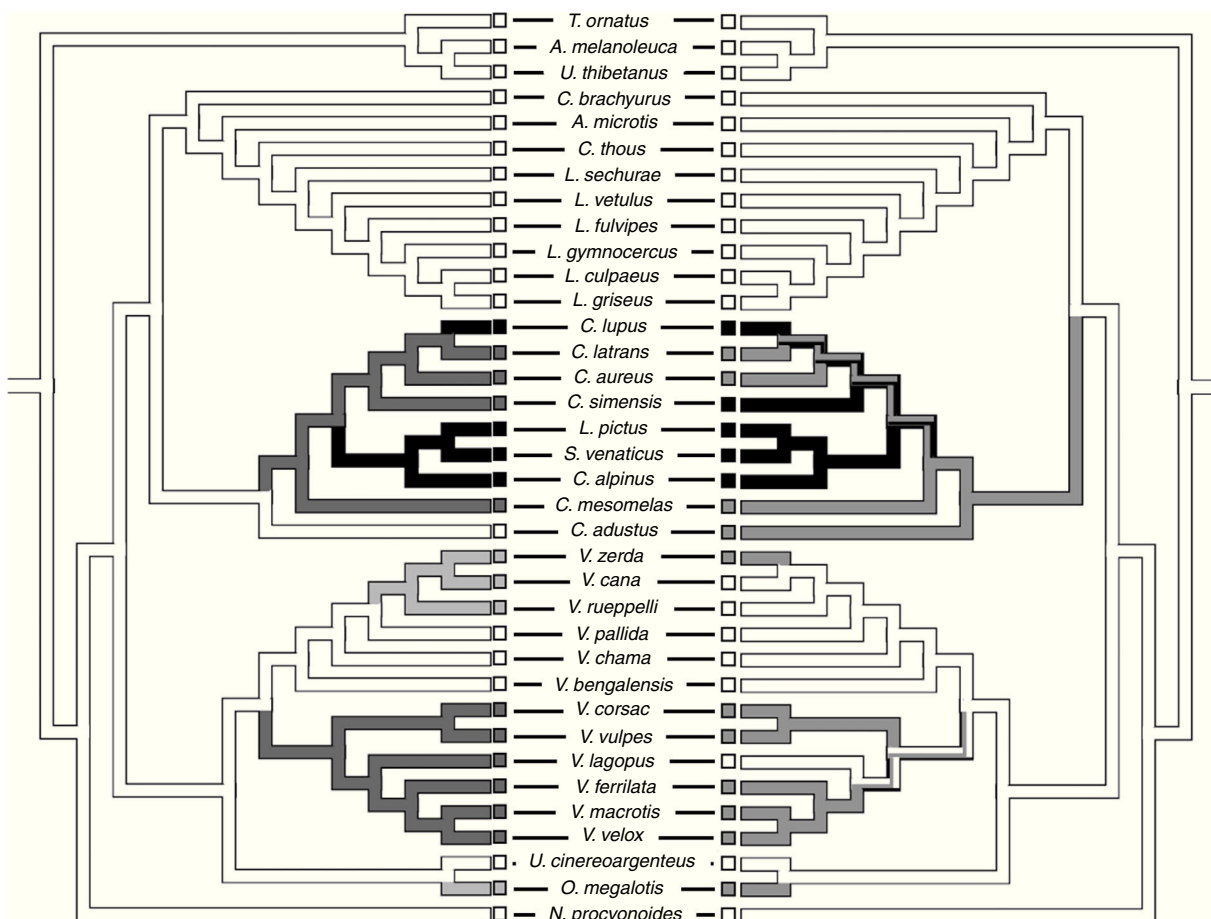 T. ornatus
A. melanoleuca
U. thibetanus
C. brachyurus
A. microtis
C. thous
L. sechurae
L. vetulus
L. fulvipes
L. gymnocercus
L. culpaeus
L. griseus
C. lupus
C. latrans
C. aureus
C. simensis
L. pictus
S. venaticus
C. alpinus
C. mesomelas
C. adustus
V. zerda
V. cana
V. rueppelli
V. pallida
V. chama
V. bengalensis
V. corsac
V. vulpes
V. lagopus
V. ferrilata
V. macrotis
V. velox
U. cinereoargenteus
O. megalotis
N. procyonoides